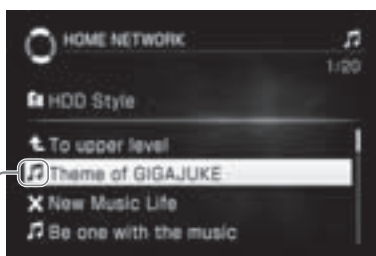 HOME NETWORK
1/20
HDD Style
To upper level
Theme of GIGAJUKE
New Music Life
Be one with the music